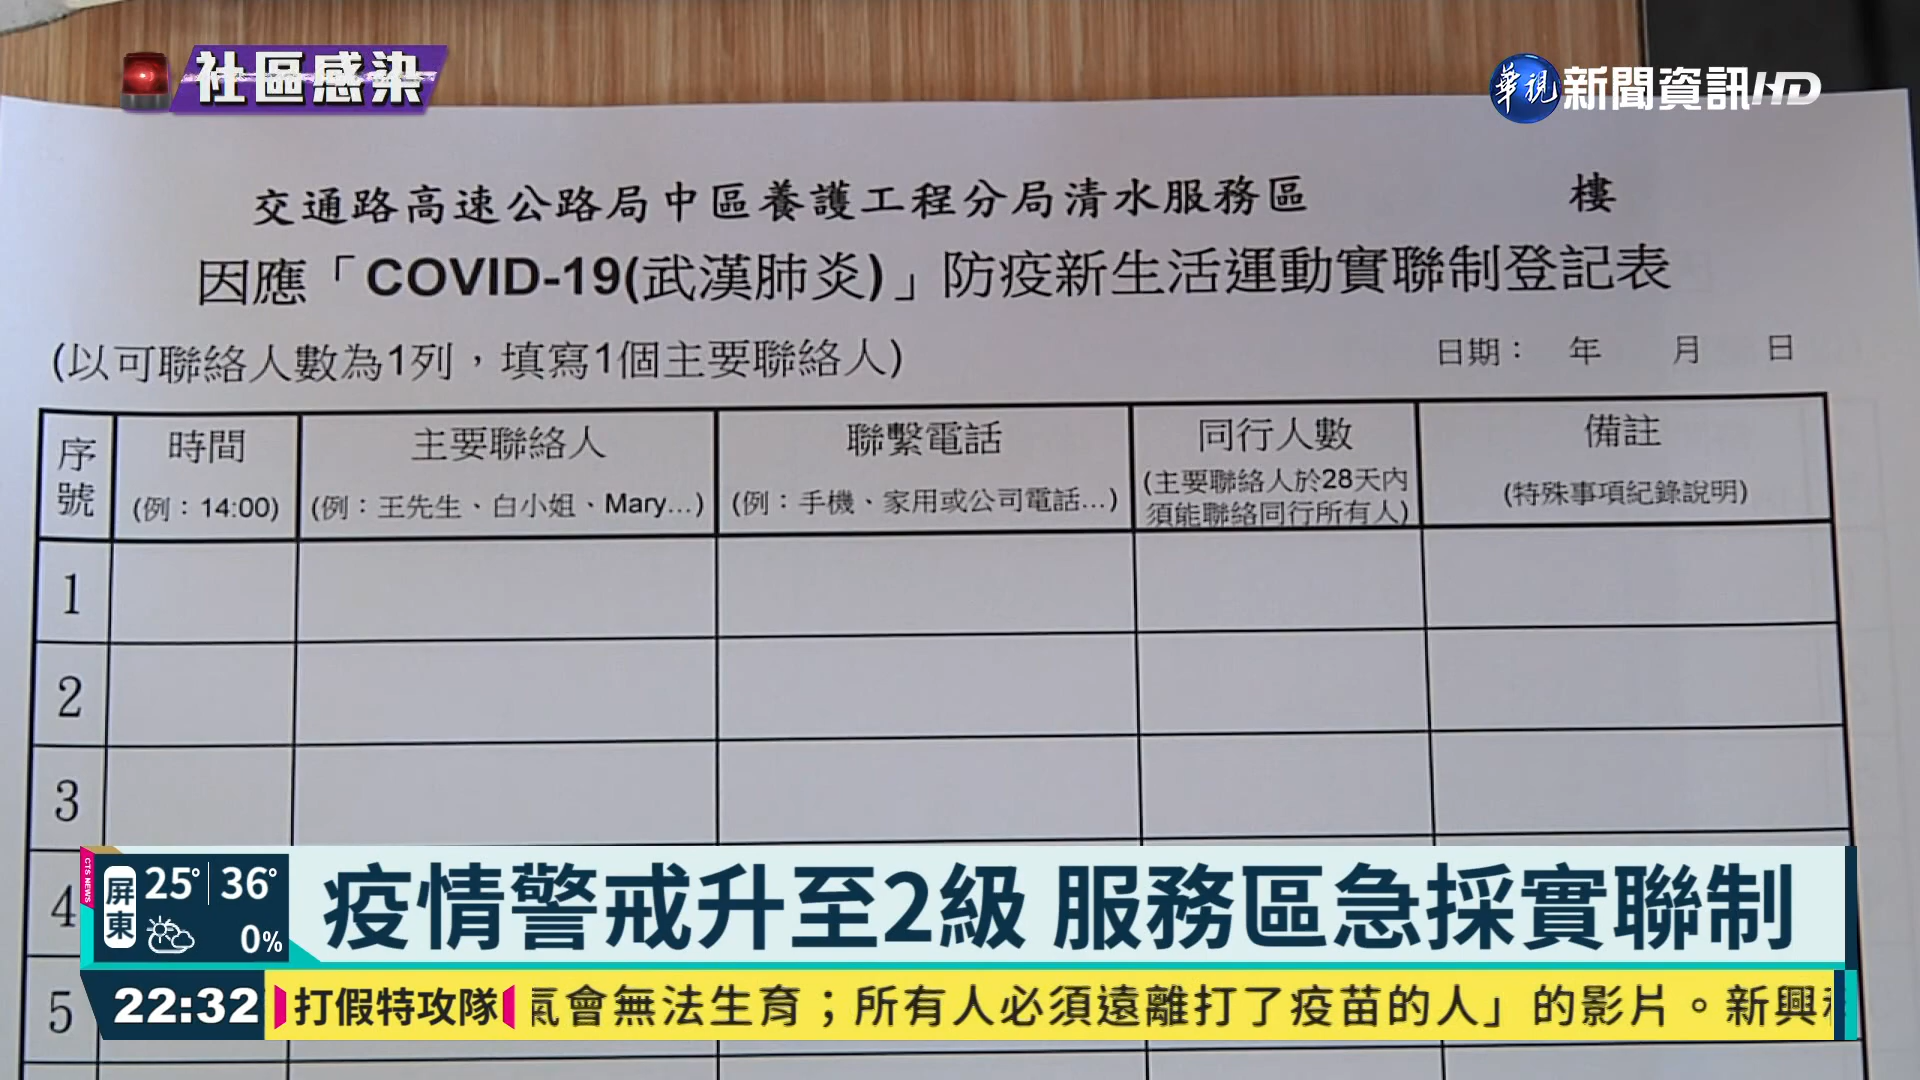 社區感染
華視 新聞資訊HD
交通路高速公路局中區養護工程分局清水服務區 樓
因應「COVID-19(武漢肺炎)」防疫新生活運動實聯制登記表
(以可聯絡人數為1列，填寫1個主要聯絡人) 日期： 年 月 日
序號 時間 主要聯絡人 聯繫電話 同行人數 備註
(例：14:00) (例：王先生、白小姐、Mary...) (例：手機、家用或公司電話...) (主要聯絡人於28天內 (特殊事項紀錄說明)
須能聯絡同行所有人)
1
2
3
4
5
CTS NEWS
屏東 25° 36°
0%
疫情警戒升至2級 服務區急採實聯制
22:32 打假特攻隊 氣會無法生育；所有人必須遠離打了疫苗的人」的影片。新興